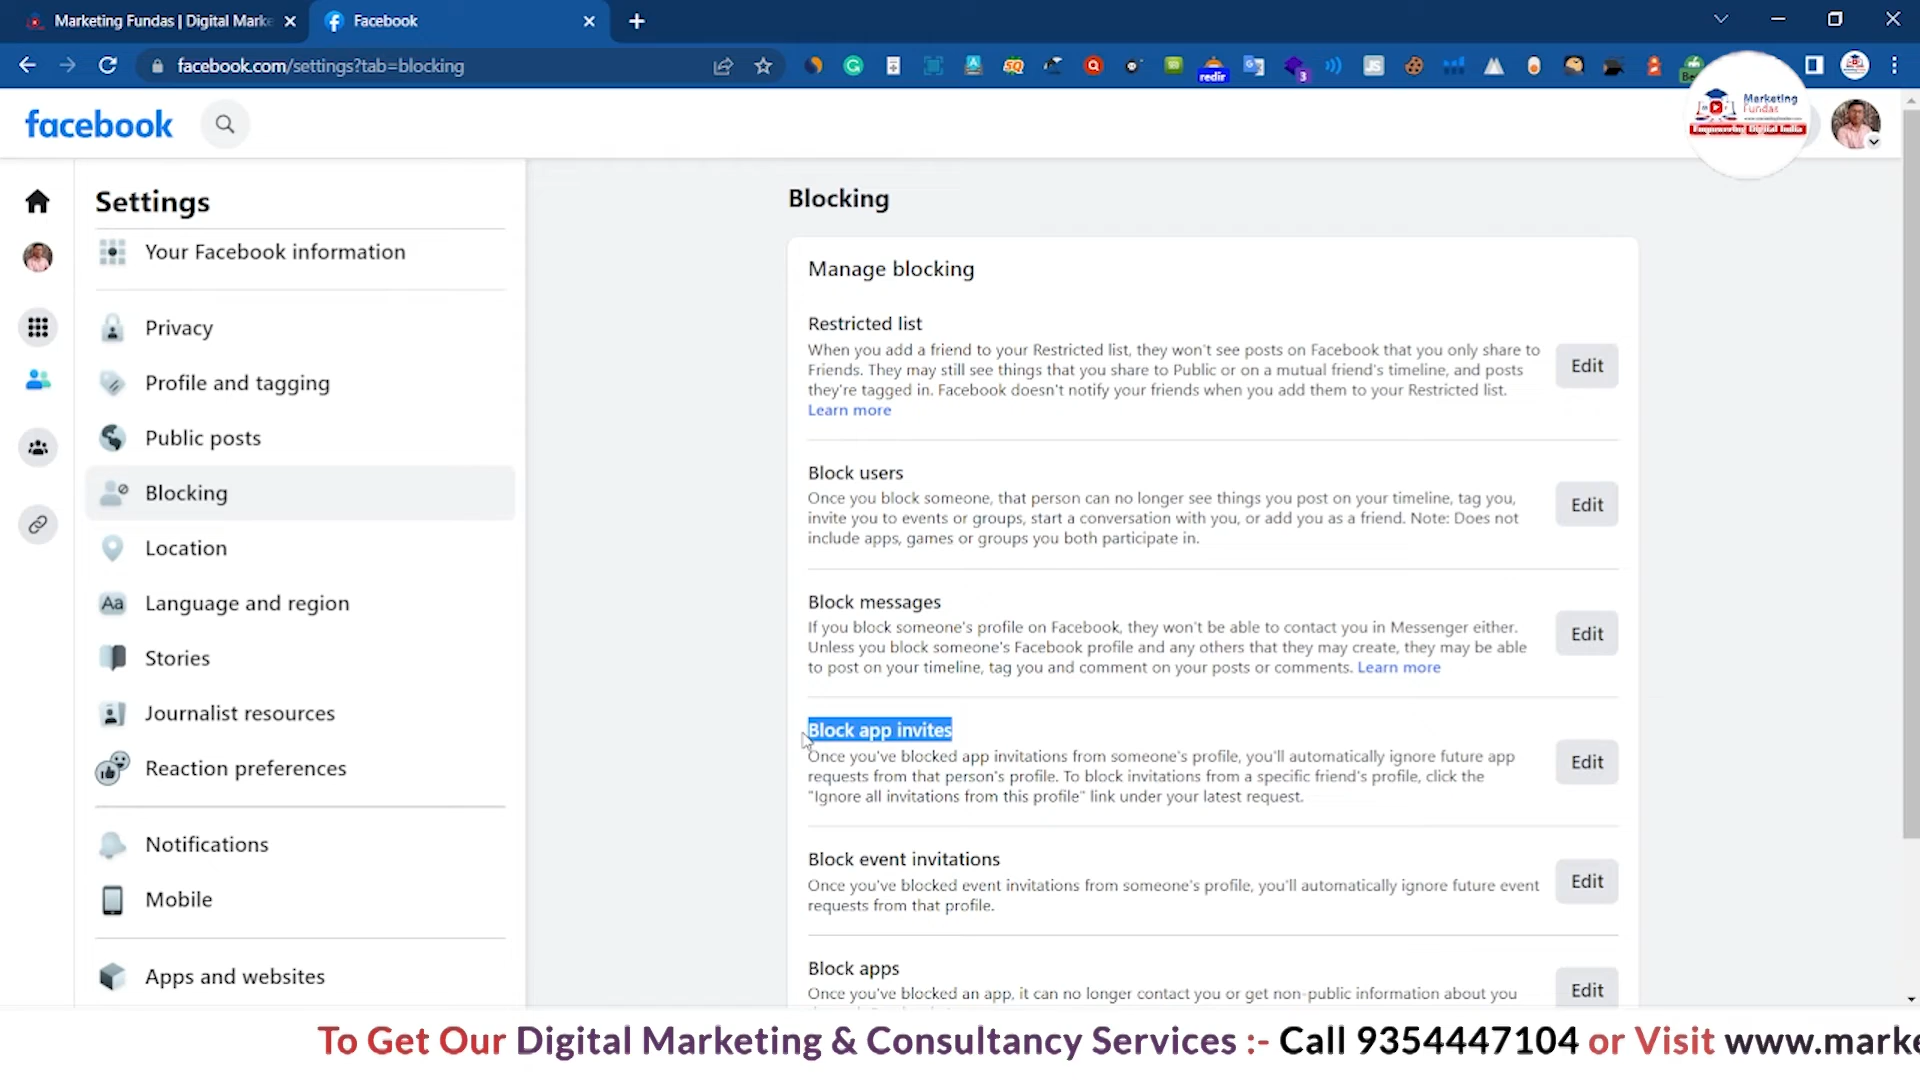 Marketing Fundas | Digital Marke
Facebook
facebook.com/settings?tab=blocking
SQ
redir
3
JS
Be
facebook
Marketing
Fundas
Empowering Digital India
Settings
Your Facebook information
Privacy
Profile and tagging
Public posts
Blocking
Location
Aa
Language and region
Stories
Journalist resources
Reaction preferences
Notifications
Mobile
Apps and websites
Blocking
Manage blocking
Restricted list
When you add a friend to your Restricted list, they won't see posts on Facebook that you only share to
Friends. They may still see things that you share to Public or on a mutual friend's timeline, and posts
they're tagged in. Facebook doesn't notify your friends when you add them to your Restricted list.
Learn more
Edit
Block users
Once you block someone, that person can no longer see things you post on your timeline, tag you,
invite you to events or groups, start a conversation with you, or add you as a friend. Note: Does not
include apps, games or groups you both participate in.
Edit
Block messages
If you block someone's profile on Facebook, they won't be able to contact you in Messenger either.
Unless you block someone's Facebook profile and any others that they may create, they may be able
to post on your timeline, tag you and comment on your posts or comments. Learn more
Edit
Block app invites
Once you've blocked app invitations from someone's profile, you'll automatically ignore future app
requests from that person's profile. To block invitations from a specific friend's profile, click the
"Ignore all invitations from this profile" link under your latest request.
Edit
Block event invitations
Once you've blocked event invitations from someone's profile, you'll automatically ignore future event
requests from that profile.
Edit
Block apps
Once you've blocked an app, it can no longer contact you or get non-public information about you
Edit
To Get Our Digital Marketing & Consultancy Services :- Call 9354447104 or Visit www.marke